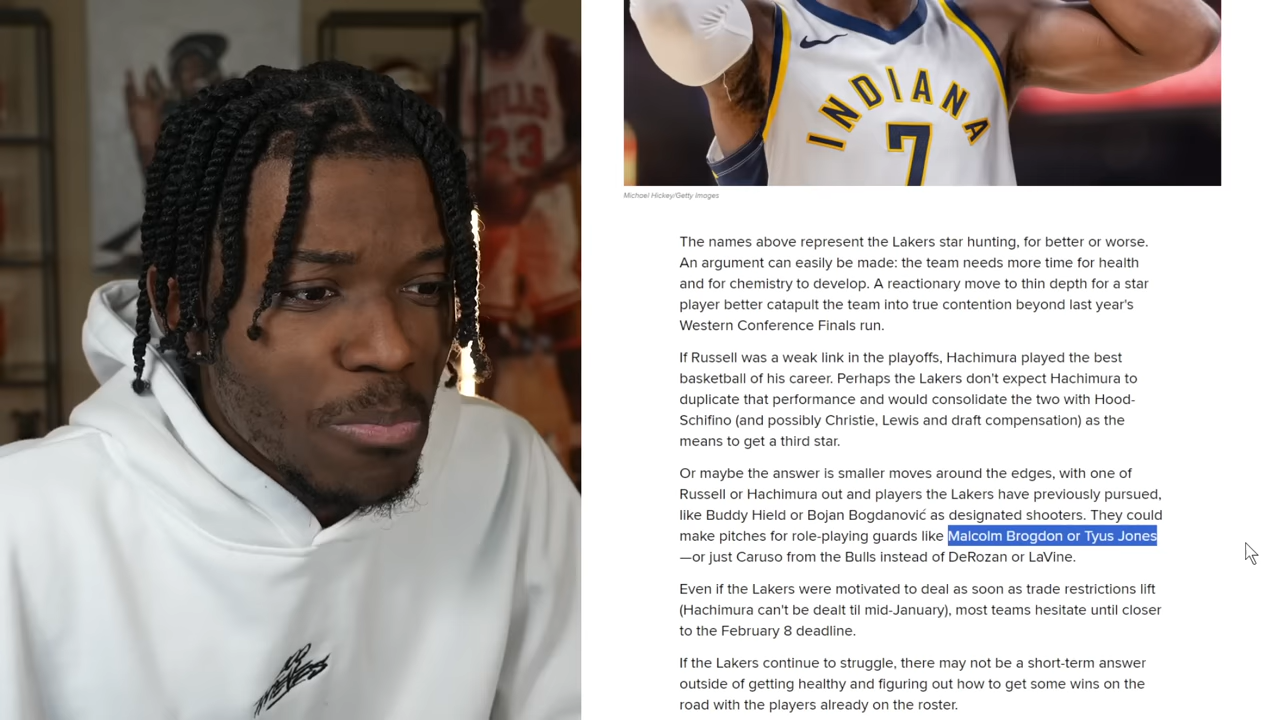 BULLS
23
INDIANA
7
Michael Hickey/Getty Images
The names above represent the Lakers star hunting, for better or worse.
An argument can easily be made: the team needs more time for health
and for chemistry to develop. A reactionary move to thin depth for a star
player better catapult the team into true contention beyond last year's
Western Conference Finals run.
If Russell was a weak link in the playoffs, Hachimura played the best
basketball of his career. Perhaps the Lakers don't expect Hachimura to
duplicate that performance and would consolidate the two with Hood-
Schifino (and possibly Christie, Lewis and draft compensation) as the
means to get a third star.
Or maybe the answer is smaller moves around the edges, with one of
Russell or Hachimura out and players the Lakers have previously pursued,
like Buddy Hield or Bojan Bogdanović as designated shooters. They could
make pitches for role-playing guards like Malcolm Brogdon or Tyus Jones
—or just Caruso from the Bulls instead of DeRozan or LaVine.
Even if the Lakers were motivated to deal as soon as trade restrictions lift
(Hachimura can't be dealt til mid-January), most teams hesitate until closer
to the February 8 deadline.
If the Lakers continue to struggle, there may not be a short-term answer
outside of getting healthy and figuring out how to get some wins on the
road with the players already on the roster.